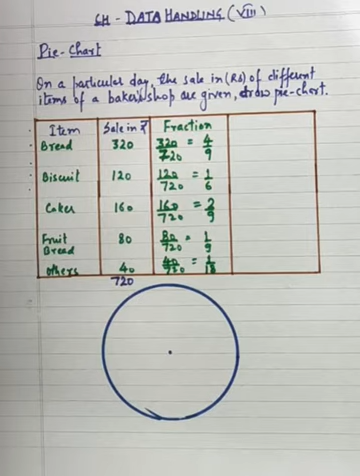 CH - DATA HANDLING (VIII)
Pie-Chart
On a particular day, the sale in (Rs) of different
items of a baker's shop are given, draw pie-chart.
Item Sale in ₹ Fraction
Bread 320 320/720 = 4/9
Biscuit 120 120/720 = 1/6
Cakes 160 160/720 = 2/9
Fruit Bread 80 80/720 = 1/9
Others 40 40/720 = 1/18
720